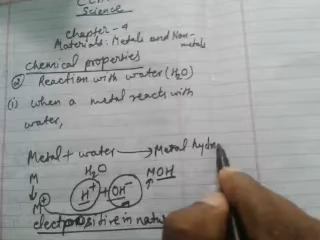 Science
Chapter-4
Materials: Metals and Non-metals
Chemical properties
② Reaction with water (H₂O)
(i) when a metal reacts with
water,
Metal + water → Metal hydro
H₂O MOH
M H⁺ + OH⁻
M⊕
electropositive in nature